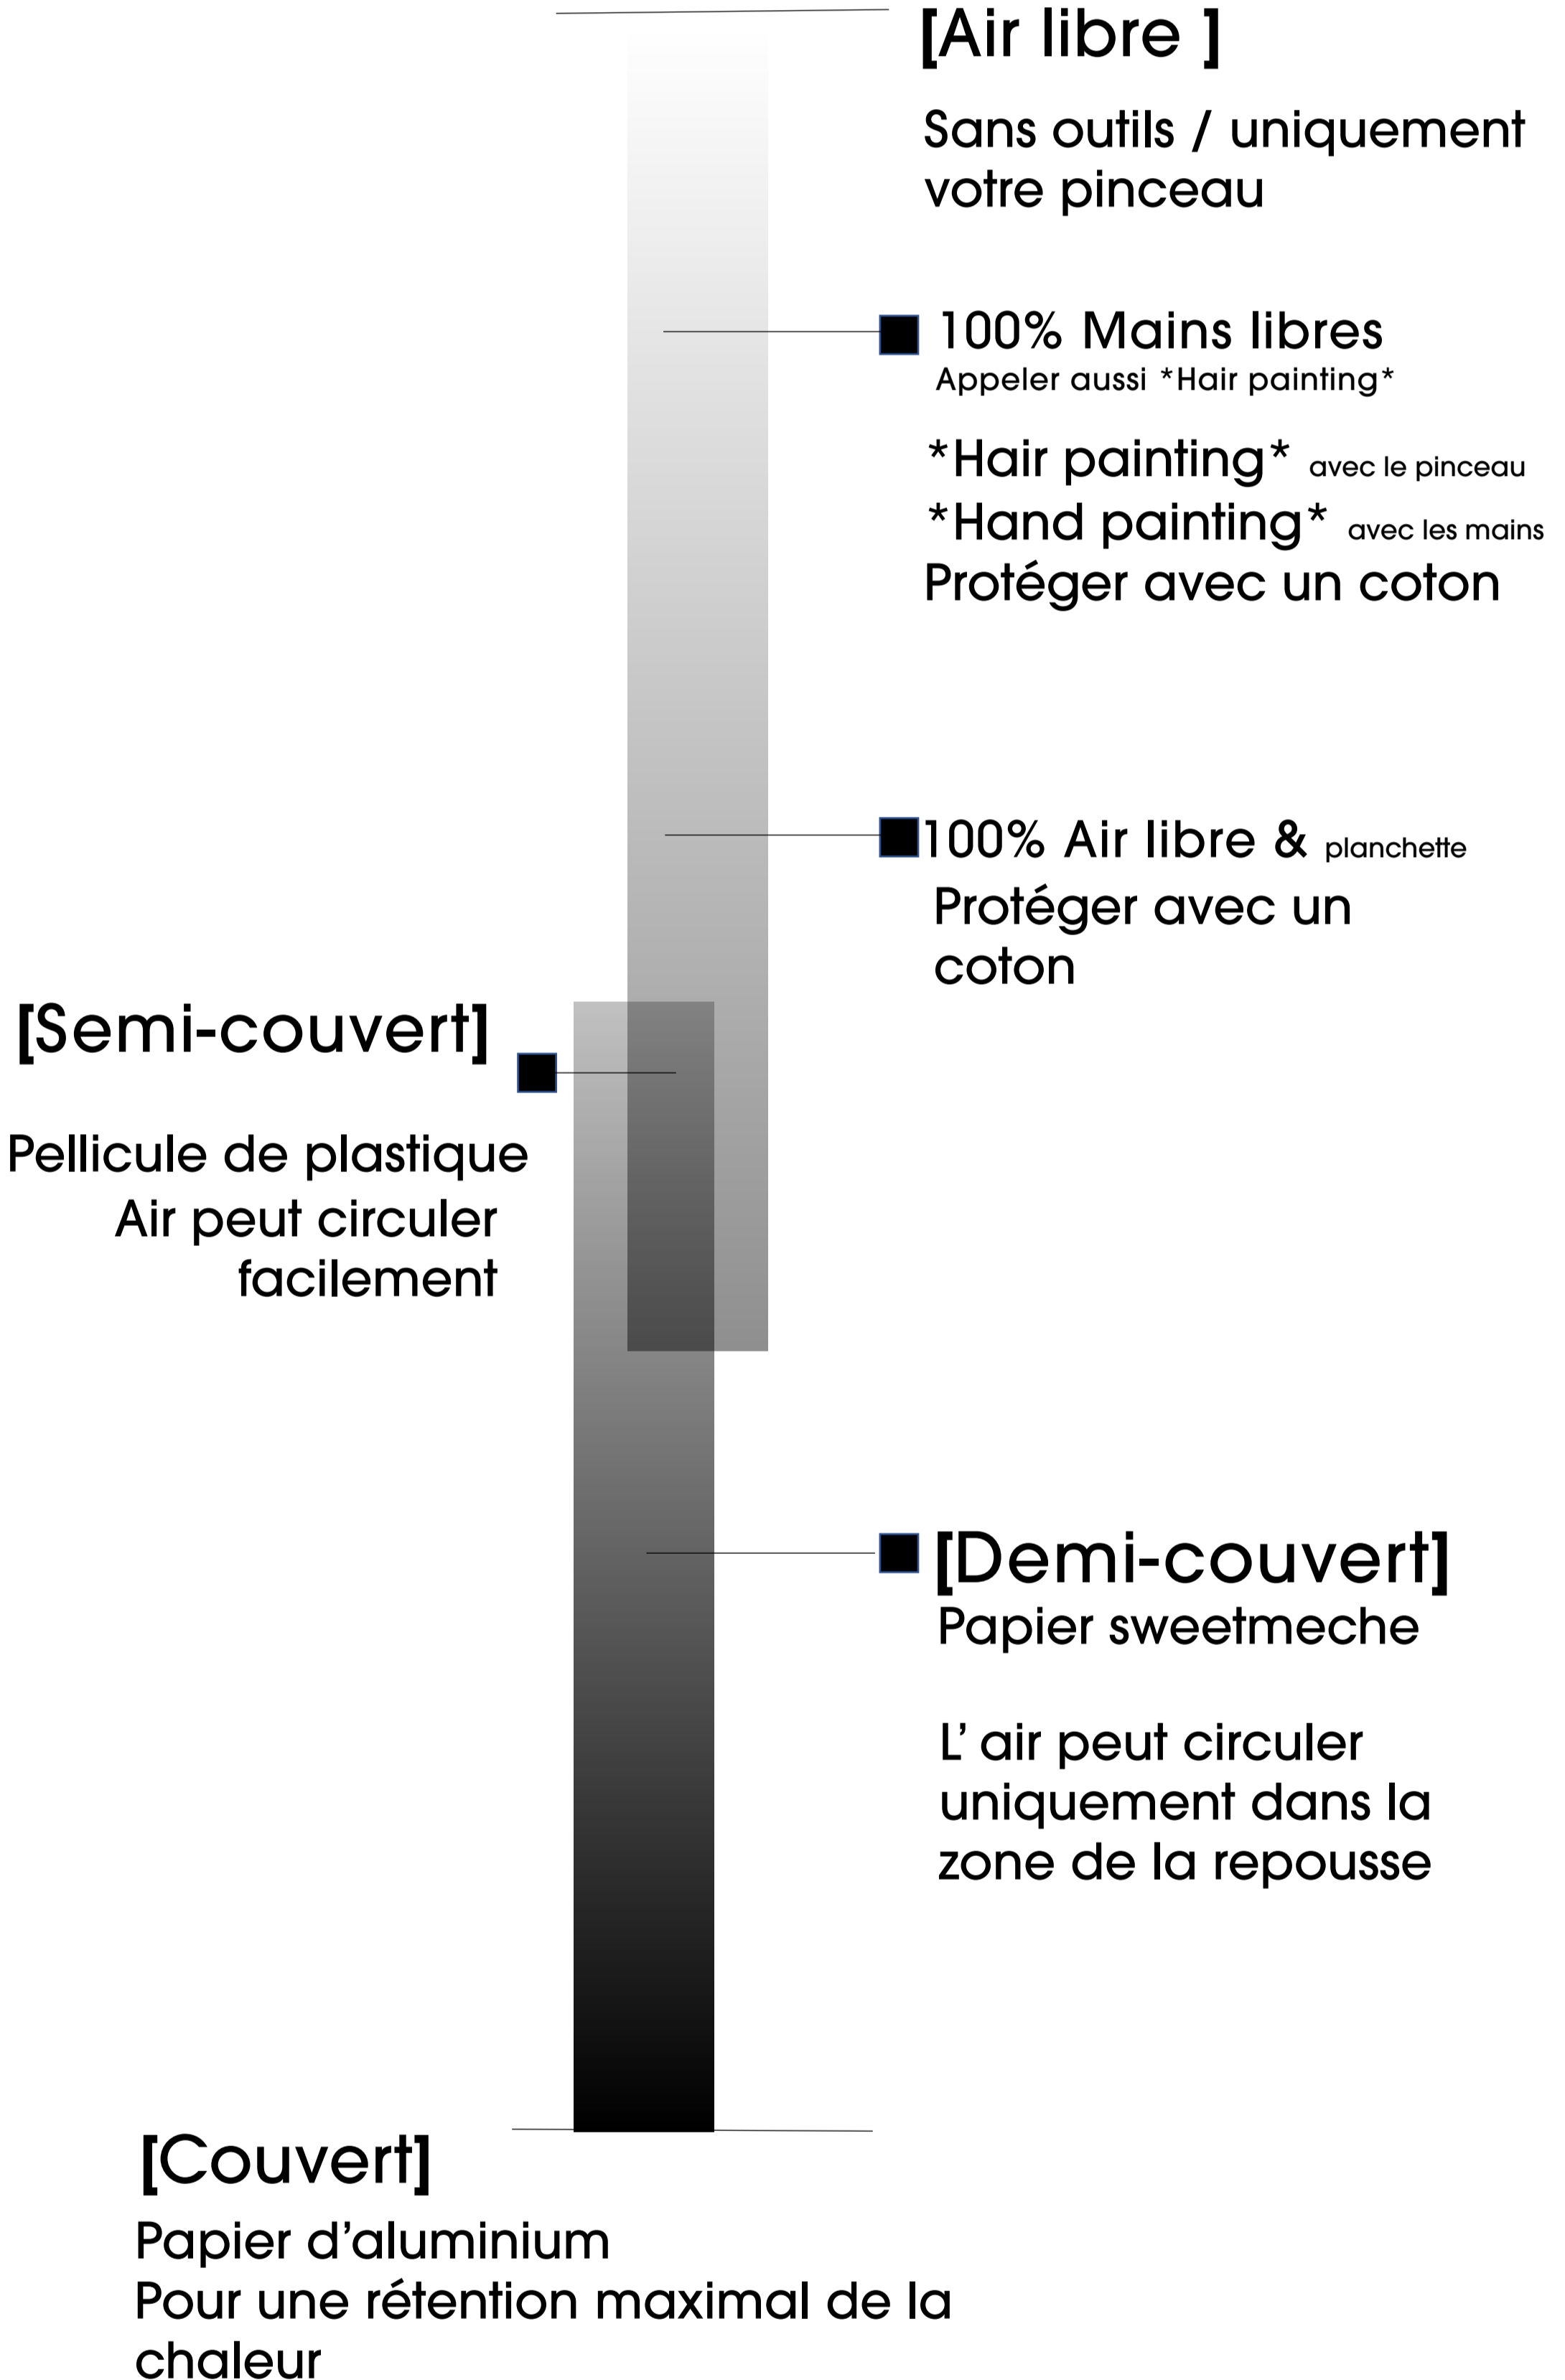 [Air libre ]
Sans outils / uniquement
votre pinceau
100% Mains libres
Appeler aussi *Hair painting*
*Hair painting* avec le pinceau
*Hand painting* avec les mains
Protéger avec un coton
100% Air libre & planchette
Protéger avec un
coton
[Semi-couvert]
Pellicule de plastique
Air peut circuler
facilement
[Demi-couvert]
Papier sweetmeche
L’ air peut circuler
uniquement dans la
zone de la repousse
[Couvert]
Papier d’aluminium
Pour une rétention maximal de la
chaleur